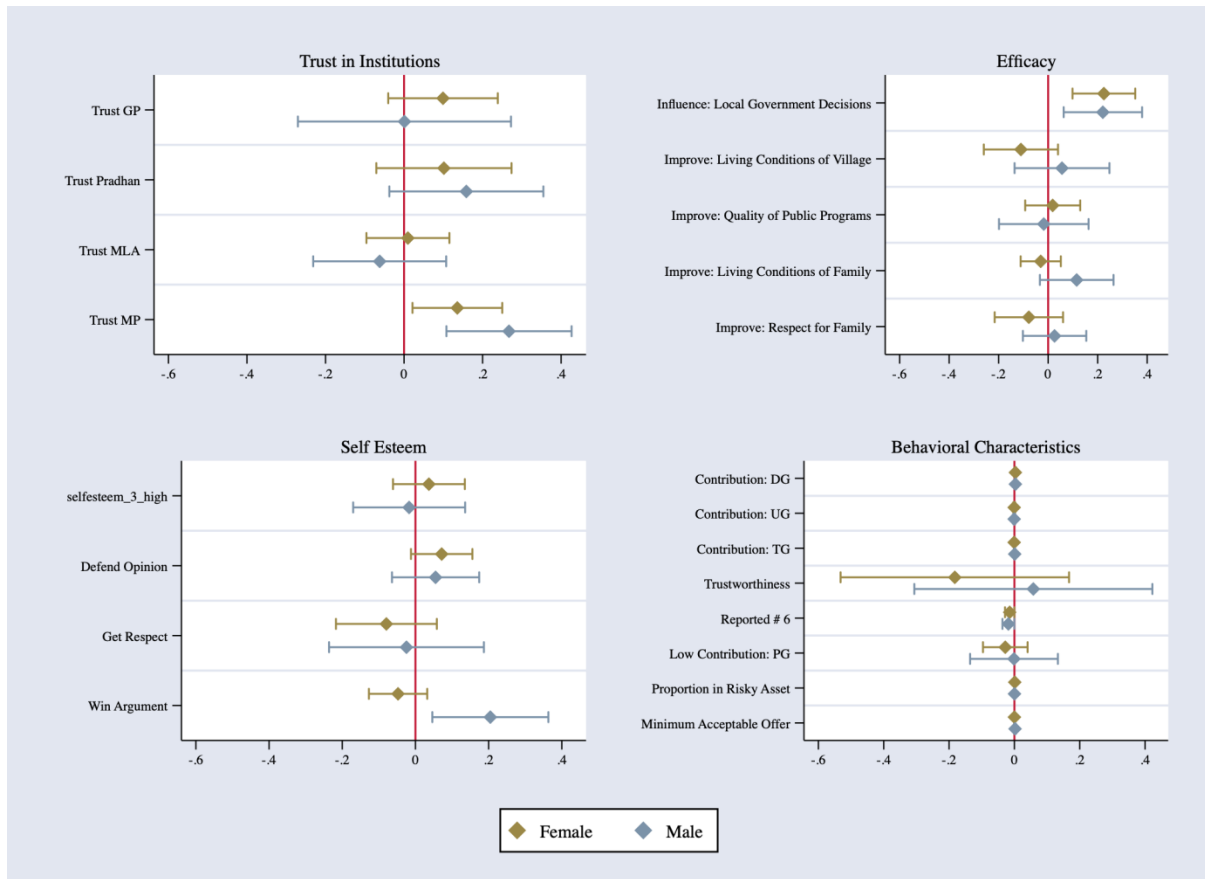 Trust in Institutions
Trust GP
Trust Pradhan
Trust MLA
Trust MP
-.6 -.4 -.2 0 .2 .4
Efficacy
Influence: Local Government Decisions
Improve: Living Conditions of Village
Improve: Quality of Public Programs
Improve: Living Conditions of Family
Improve: Respect for Family
-.6 -.4 -.2 0 .2 .4
Self Esteem
selfesteem_3_high
Defend Opinion
Get Respect
Win Argument
-.6 -.4 -.2 0 .2 .4
Behavioral Characteristics
Contribution: DG
Contribution: UG
Contribution: TG
Trustworthiness
Reported # 6
Low Contribution: PG
Proportion in Risky Asset
Minimum Acceptable Offer
-.6 -.4 -.2 0 .2 .4
Female Male